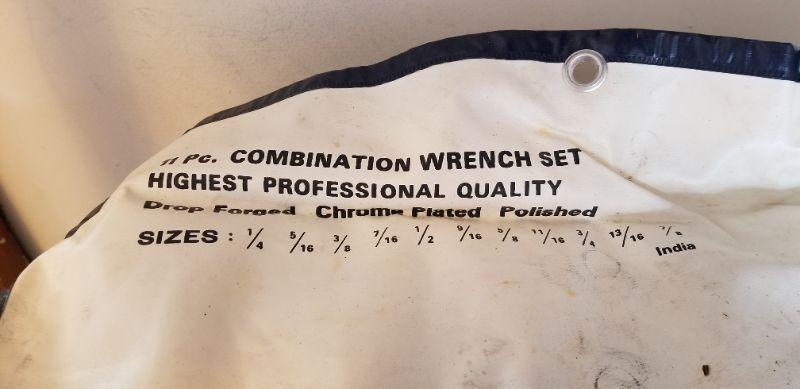 11 Pc. COMBINATION WRENCH SET
HIGHEST PROFESSIONAL QUALITY
Drop Forged Chrome Plated Polished
SIZES : 1/4 5/16 3/8 7/16 1/2 9/16 5/8 11/16 3/4 13/16 7/8
India